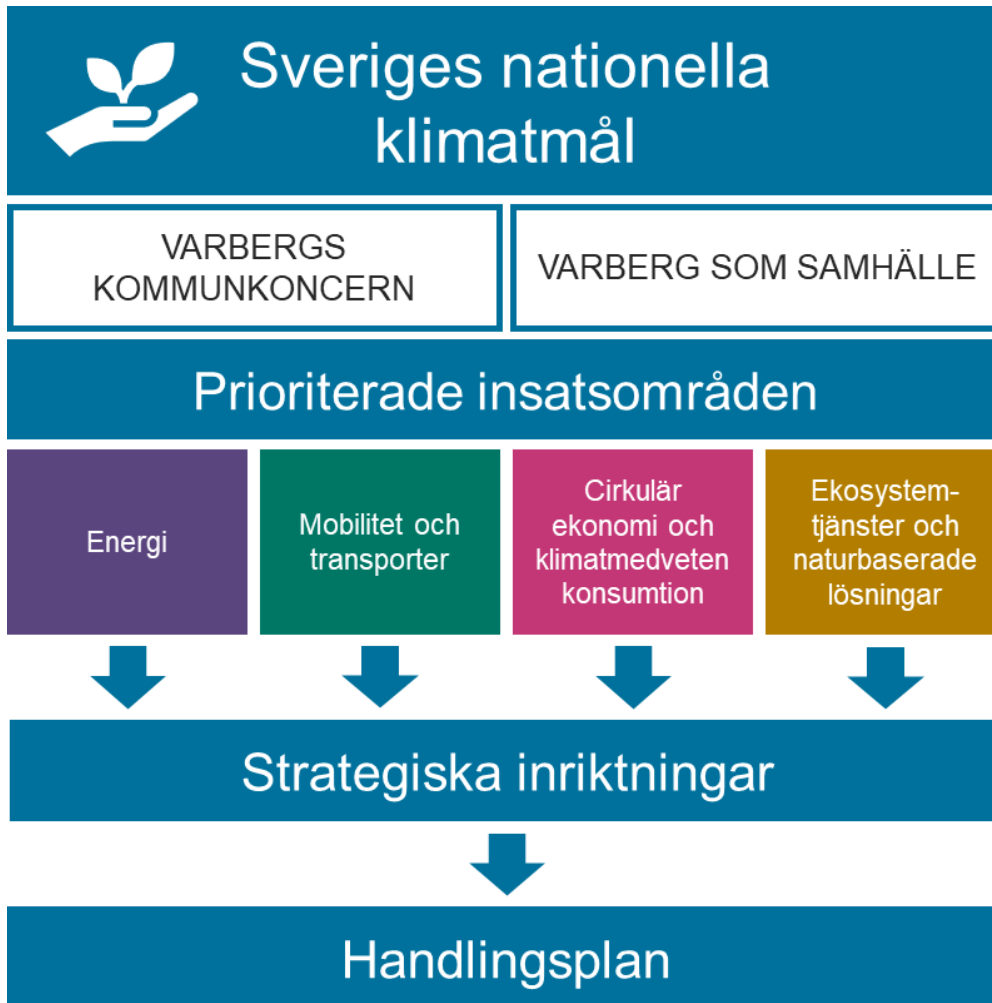 Sveriges nationella
klimatmål
VARBERGS
KOMMUNKONCERN
VARBERG SOM SAMHÄLLE
Prioriterade insatsområden
Energi
Mobilitet och
transporter
Cirkulär
ekonomi och
klimatmedveten
konsumtion
Ekosystem-
tjänster och
naturbaserade
lösningar
Strategiska inriktningar
Handlingsplan